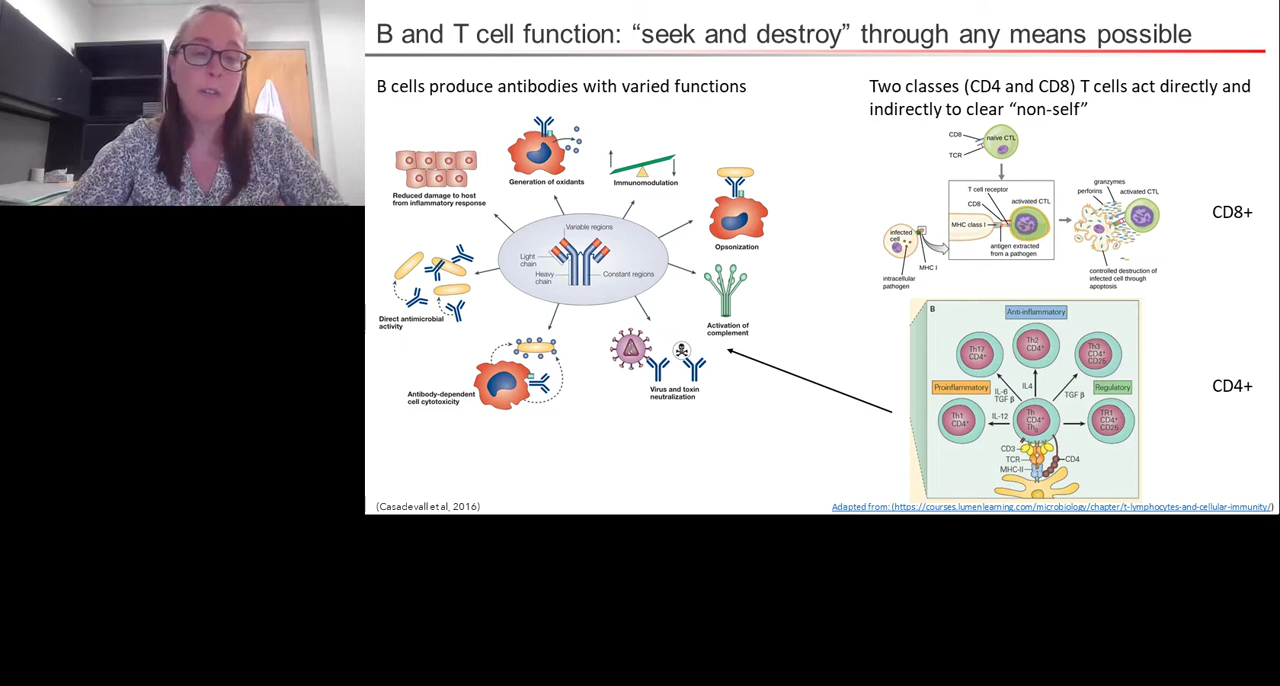 B and T cell function: “seek and destroy” through any means possible
B cells produce antibodies with varied functions
Generation of oxidants
Immunomodulation
Reduced damage to host
from inflammatory response
Opsonization
Variable regions
Light
chain
Heavy
chain
Constant regions
Direct antimicrobial
activity
Activation of
complement
Antibody-dependent
cell cytotoxicity
Virus and toxin
neutralization
(Casadevall et al, 2016)
Two classes (CD4 and CD8) T cells act directly and
indirectly to clear “non-self”
CD8
naive CTL
TCR
T cell receptor
CD8
activated CTL
MHC class I
antigen extracted
from a pathogen
granzymes
perforins
activated CTL
infected
cell
MHC I
intracellular
pathogen
controlled destruction of
infected cell through
apoptosis
CD8+
B
Anti-inflammatory
Th17
CD4+
Th2
CD4+
Th3
CD4+
CD25
Proinflammatory
IL-6
TGF β
IL4
TGF β
Regulatory
Th1
CD4+
IL-12
Th
CD4+
Th0
TR1
CD4+
CD25
CD3
TCR
CD4
MHC-II
CD4+
Adapted from: (https://courses.lumenlearning.com/microbiology/chapter/t-lymphocytes-and-cellular-immunity/)